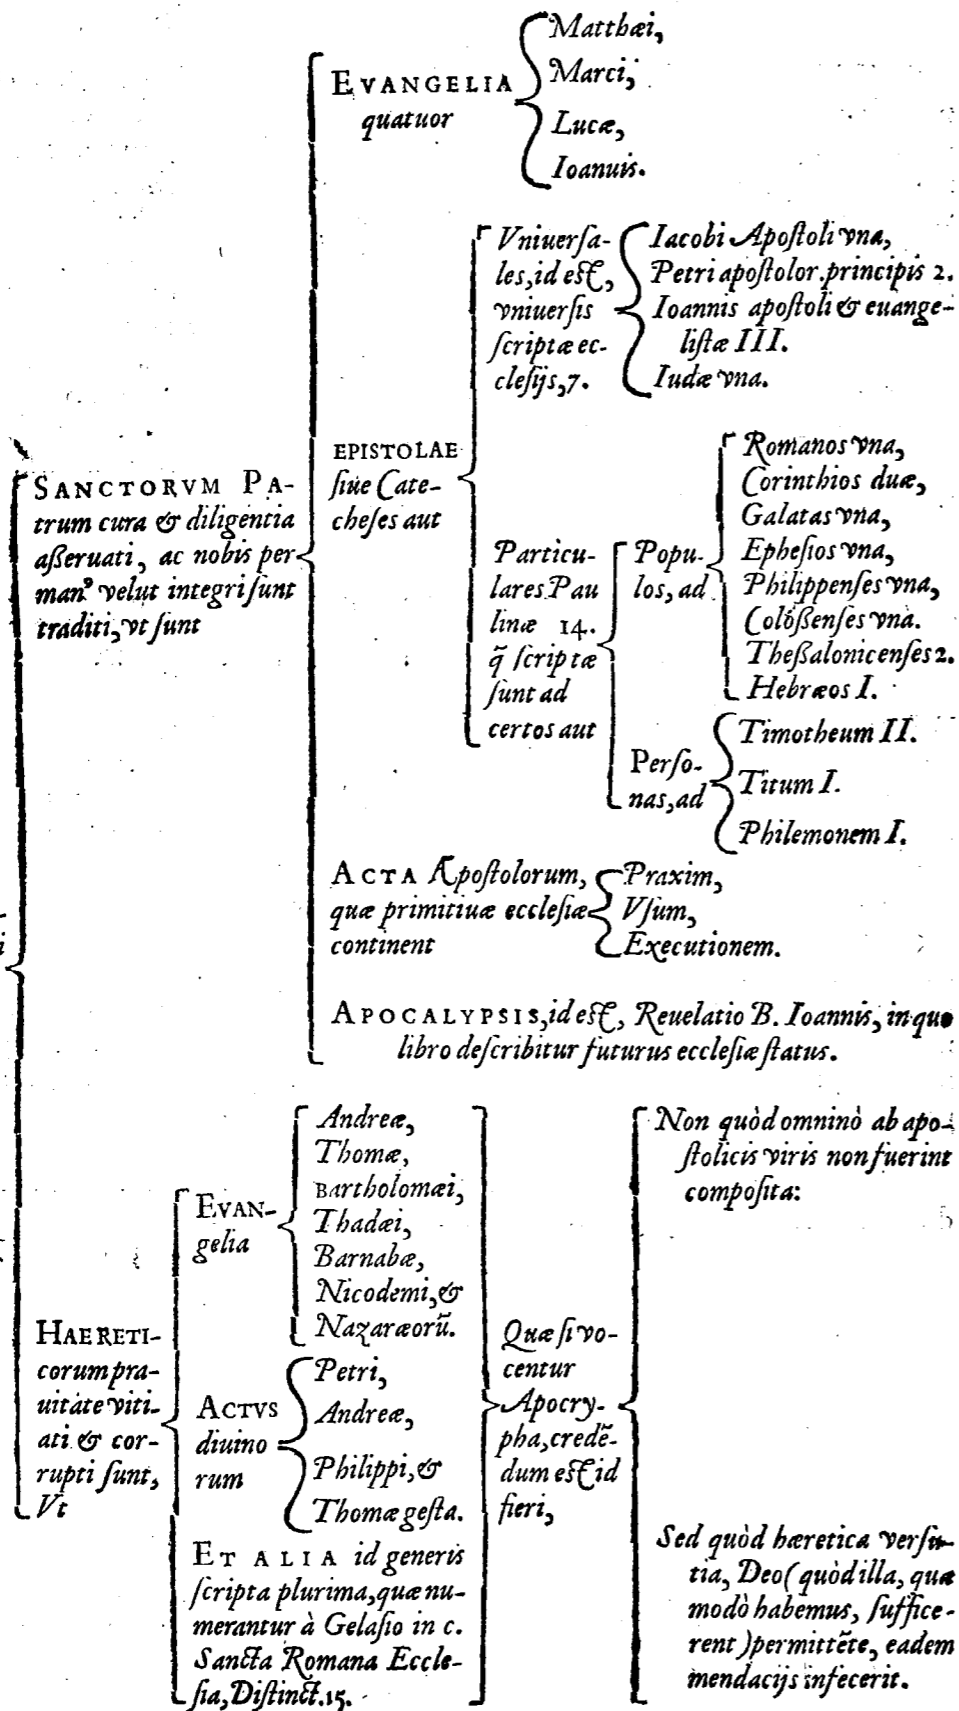 EVANGELIA
quatuor
Matthæi,
Marci,
Lucæ,
Ioanuis.
SANCTORVM PA-
trum cura & diligentia
aſſeruati, ac nobis per
manꝰ velut integri ſunt
traditi, vt ſunt
EPISTOLAE
ſiue Cate-
cheſes aut
Vniuerſa-
les, id eſt,
vniuerſis
ſcriptæ ec-
cleſijs, 7.
Iacobi Apoſtoli vna,
Petri apoſtolor. principis 2.
Ioannis apoſtoli & euange-
liſtæ III.
Iudæ vna.
Particu-
lares Pau
linæ 14.
q̃ ſcriptæ
ſunt ad
certos aut
Popu-
los, ad
Romanos vna,
Corinthios duæ,
Galatas vna,
Epheſios vna,
Philippenſes vna,
Coloſſenſes vna.
Theſſalonicenſes 2.
Hebræos I.
Perſo-
nas, ad
Timotheum II.
Titum I.
Philemonem I.
ACTA Apoſtolorum,
quæ primitiuæ eccleſiæ
continent
Praxim,
Vſum,
Executionem.
APOCALYPSIS, id eſt, Reuelatio B. Ioannis, in quo
libro deſcribitur futurus eccleſiæ ſtatus.
HAERETI-
corum pra-
uitate viti-
ati & cor-
rupti ſunt,
Vt
EVAN-
gelia
Andreæ,
Thomæ,
Bartholomæi,
Thadæi,
Barnabæ,
Nicodemi, &
Nazaræorũ.
ACTVS
diuino
rum
Petri,
Andreæ,
Philippi, &
Thomæ geſta.
ET ALIA id generis
ſcripta plurima, quæ nu-
merantur à Gelaſio in c.
Sancta Romana Eccle-
ſia, Diſtinct. 15.
Quæ ſi vo-
centur
Apocry-
pha, credẽ-
dum eſt id
fieri,
Non quòd omninò ab apo-
ſtolicis viris non fuerint
compoſita:
Sed quòd hæretica verſu-
tia, Deo (quòd illa, quæ
modò habemus, ſuffice-
rent) permittẽte, eadem
mendacijs infecerit.